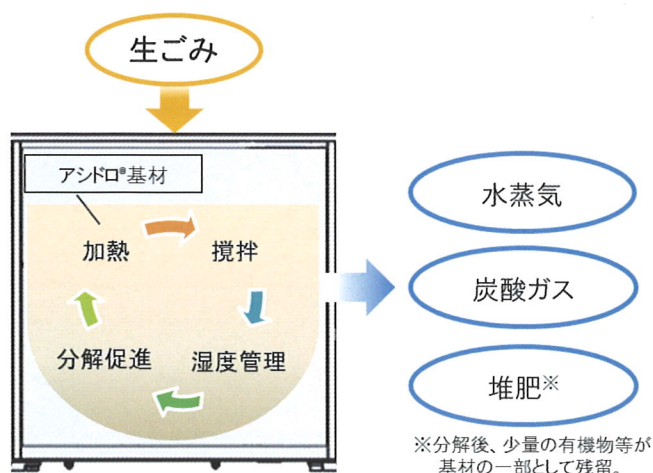 生ごみ
アシドロ®基材
加熱
攪拌
分解促進
湿度管理
水蒸気
炭酸ガス
堆肥※
※分解後、少量の有機物等が
基材の一部として残留。